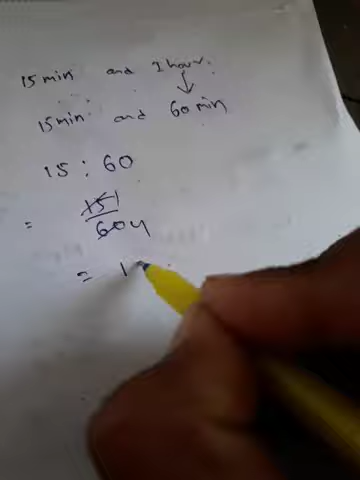 15 min and 1 hour.
15 min and 60 min
15 : 60
= 15 1
60 4
= 1